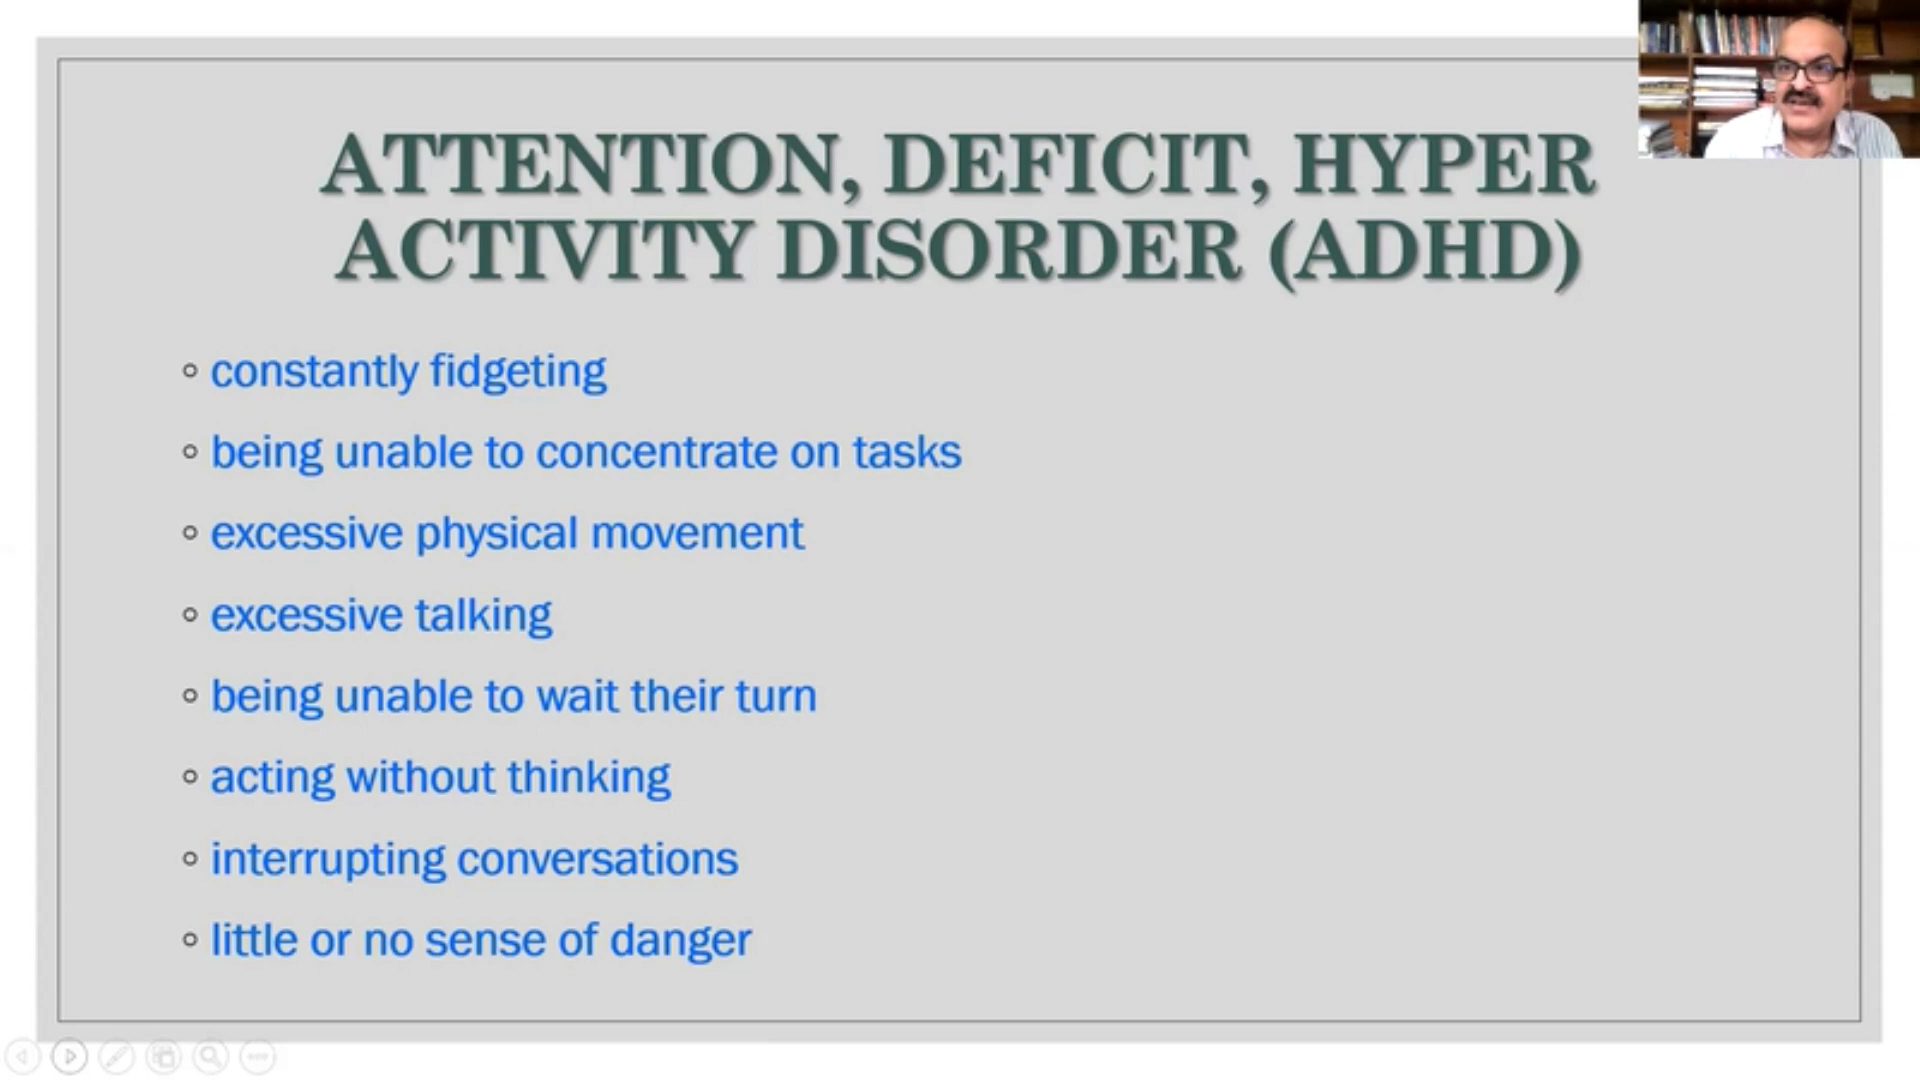 ATTENTION, DEFICIT, HYPER
ACTIVITY DISORDER (ADHD)
constantly fidgeting
being unable to concentrate on tasks
excessive physical movement
excessive talking
being unable to wait their turn
acting without thinking
interrupting conversations
little or no sense of danger